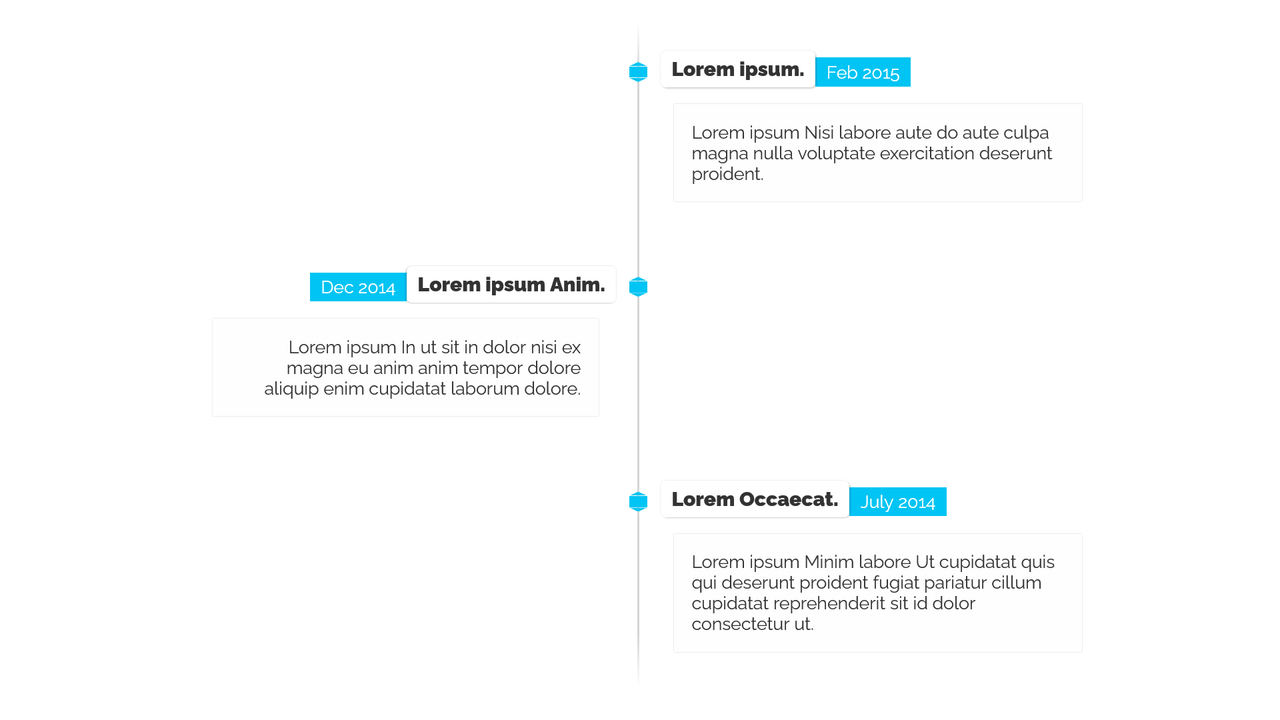 Lorem ipsum. Feb 2015
Lorem ipsum Nisi labore aute do aute culpa
magna nulla voluptate exercitation deserunt
proident.
Dec 2014 Lorem ipsum Anim.
Lorem ipsum In ut sit in dolor nisi ex
magna eu anim anim tempor dolore
aliquip enim cupidatat laborum dolore.
Lorem Occaecat. July 2014
Lorem ipsum Minim labore Ut cupidatat quis
qui deserunt proident fugiat pariatur cillum
cupidatat reprehenderit sit id dolor
consectetur ut.